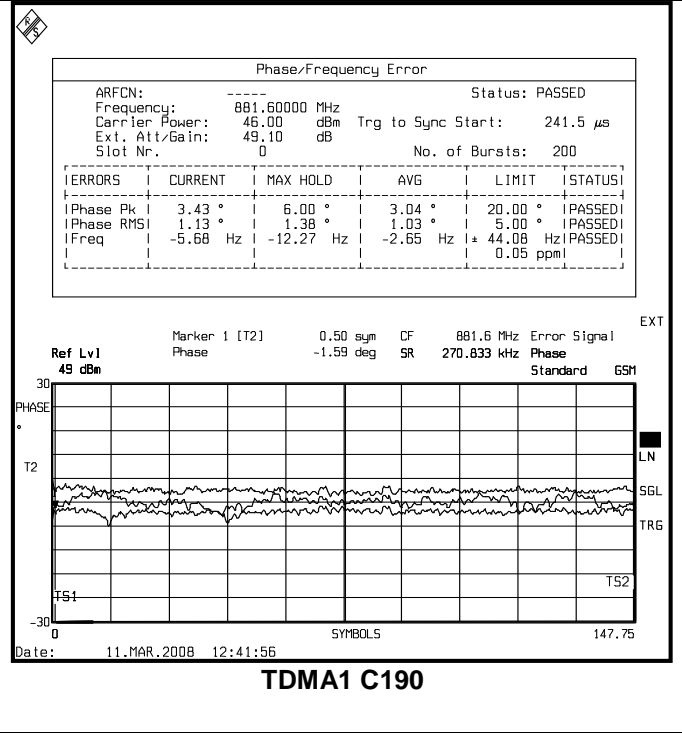 R S
Phase/Frequency Error
ARFCN: ----- Status: PASSED
Frequency: 881.60000 MHz
Carrier Power: 46.00 dBm Trg to Sync Start: 241.5 µs
Ext. Att/Gain: 49.10 dB
Slot Nr. 0 No. of Bursts: 200
ERRORS CURRENT MAX HOLD AVG LIMIT STATUS
Phase Pk 3.43 ° 6.00 ° 3.04 ° 20.00 ° PASSED
Phase RMS 1.13 ° 1.38 ° 1.03 ° 5.00 ° PASSED
Freq -5.68 Hz -12.27 Hz -2.65 Hz ± 44.08 Hz PASSED
0.05 ppm
EXT
Marker 1 [T2] 0.50 sym CF 881.6 MHz Error Signal
Ref Lvl Phase -1.59 deg SR 270.833 kHz Phase
49 dBm Standard GSM
30
PHASE
°
LN
T2
SGL
TRG
TS2
TS1
-30
0 SYMBOLS 147.75
Date: 11.MAR.2008 12:41:56
TDMA1 C190